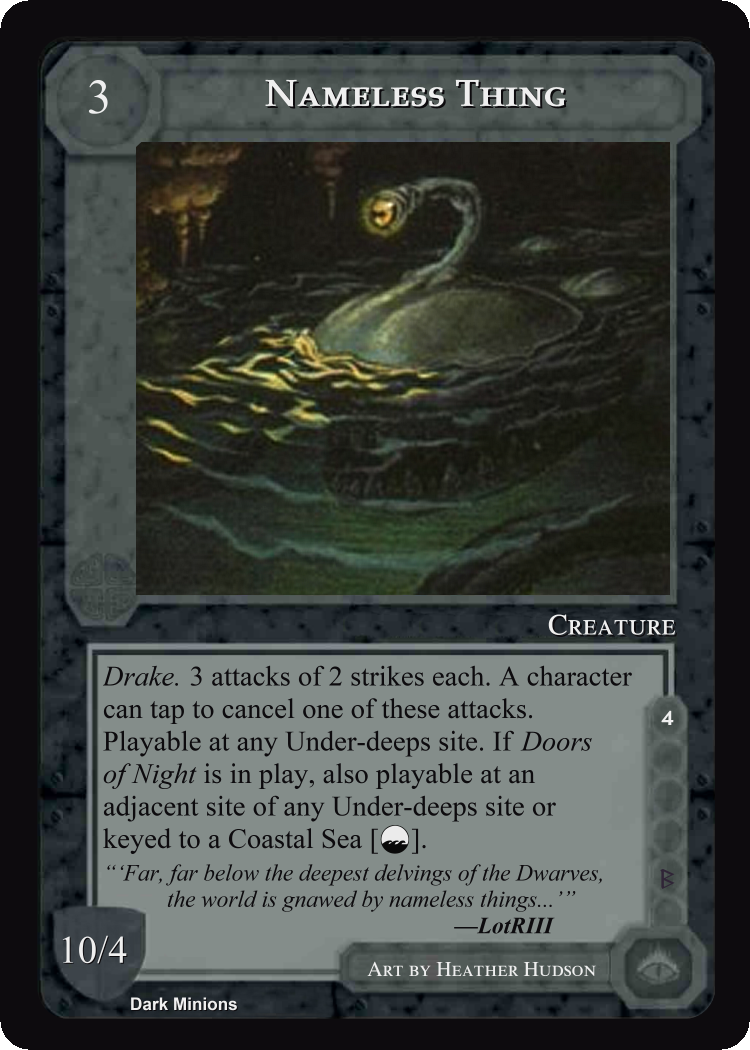 3
NAMELESS THING
CREATURE
Drake. 3 attacks of 2 strikes each. A character
can tap to cancel one of these attacks.
Playable at any Under-deeps site. If Doors
of Night is in play, also playable at an
adjacent site of any Under-deeps site or
keyed to a Coastal Sea [ ].
“‘Far, far below the deepest delvings of the Dwarves,
the world is gnawed by nameless things...’”
—LotRIII
4
ᛒ
10/4
ART BY HEATHER HUDSON
Dark Minions